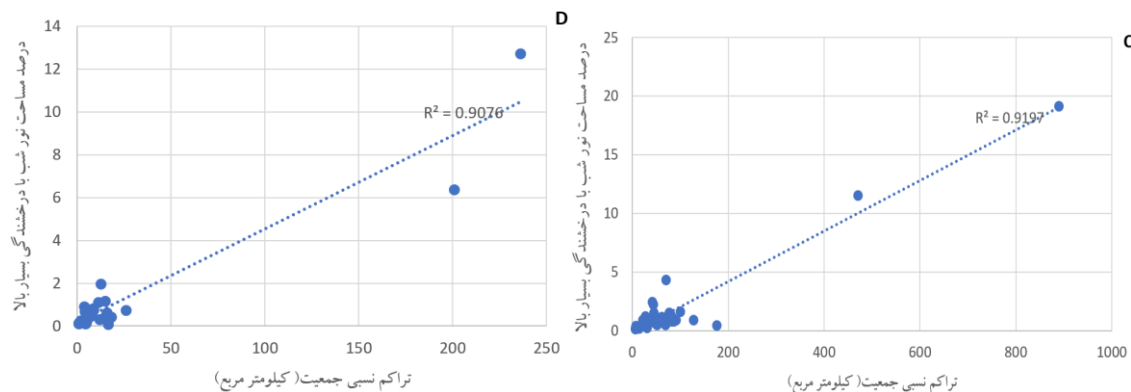 D
درصد مساحت نور شب با درخشندگی بسیار بالا
14
12
10
8
6
4
2
0
R² = 0.9076
0 50 100 150 200 250
تراکم نسبی جمعیت( کیلومتر مربع)
درصد مساحت نور شب با درخشندگی بسیار بالا
25
20
15
10
5
0
R² = 0.9197
0 200 400 600 800 1000
تراکم نسبی جمعیت( کیلومتر مربع)